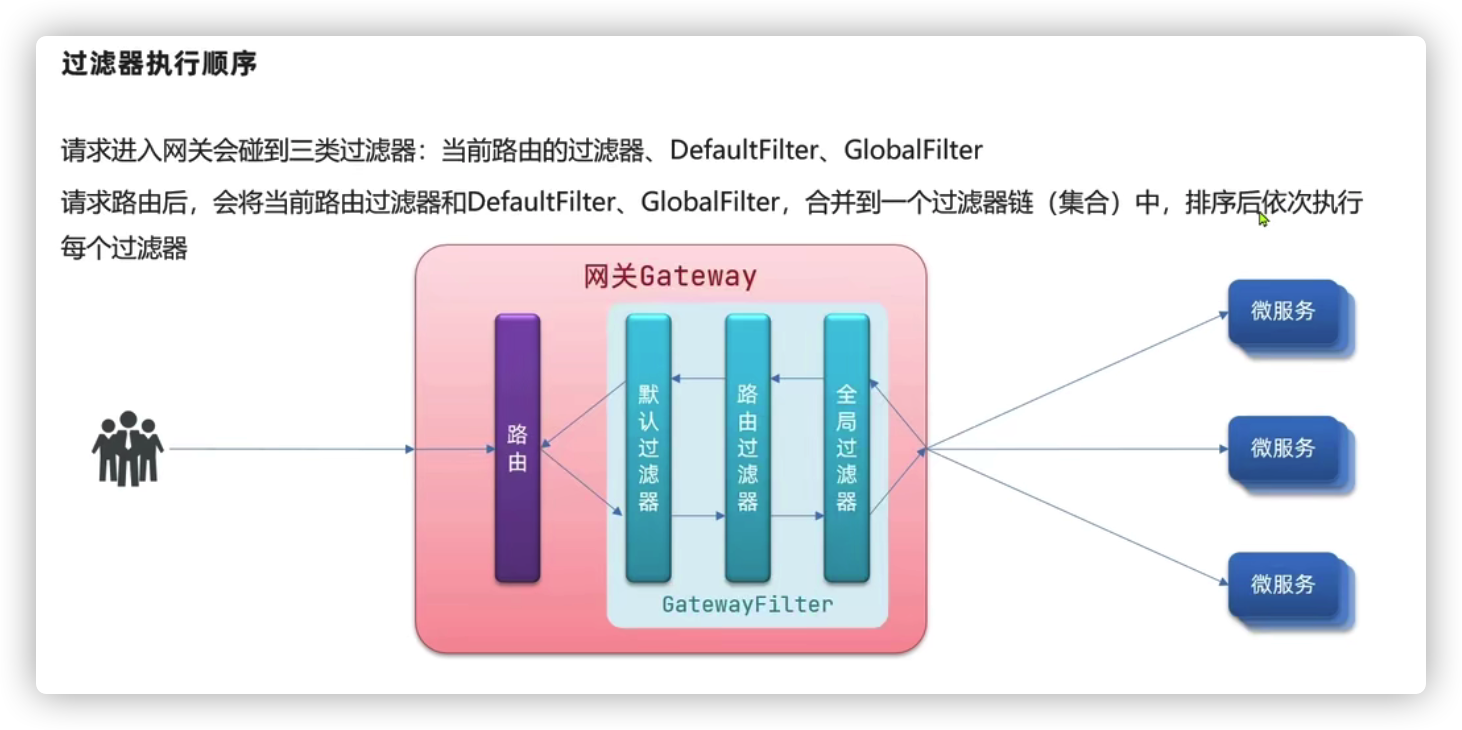 过滤器执行顺序
请求进入网关会碰到三类过滤器：当前路由的过滤器、DefaultFilter、GlobalFilter
请求路由后，会将当前路由过滤器和DefaultFilter、GlobalFilter，合并到一个过滤器链（集合）中，排序后依次执行
每个过滤器
网关Gateway
路由
默认过滤器
路由过滤器
全局过滤器
GatewayFilter
微服务
微服务
微服务